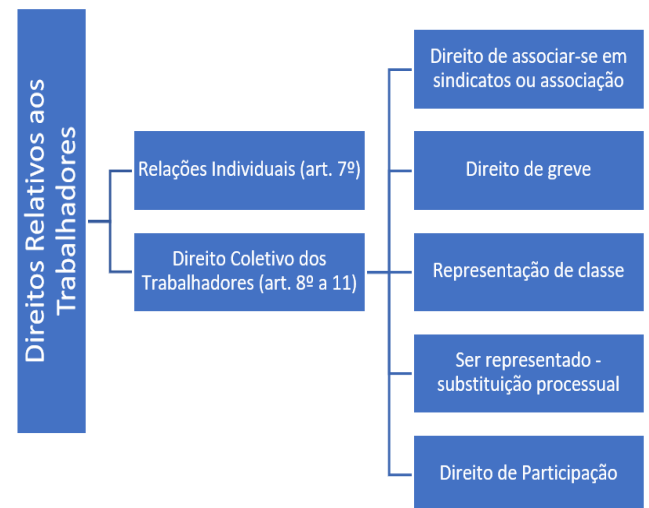 Direitos Relativos aos
Trabalhadores
Relações Individuais (art. 7º)
Direito Coletivo dos
Trabalhadores (art. 8º a 11)
Direito de associar-se em
sindicatos ou associação
Direito de greve
Representação de classe
Ser representado -
substituição processual
Direito de Participação